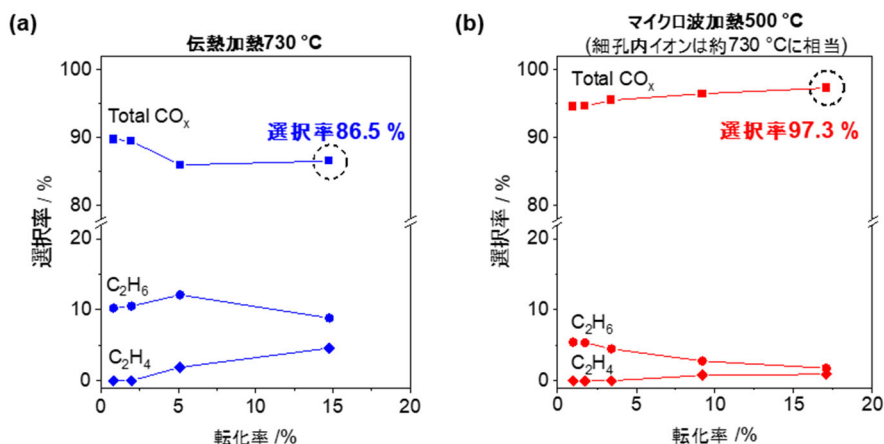 (a)
伝熱加熱730 °C
100
90
80
20
10
0
選択率 / %
Total COx
選択率86.5 %
C2H6
C2H4
0 5 10 15 20
転化率 /%
(b)
マイクロ波加熱500 °C
(細孔内イオンは約730 °Cに相当)
100
90
80
20
10
0
選択率 / %
Total COx
選択率97.3 %
C2H6
C2H4
0 5 10 15 20
転化率 /%